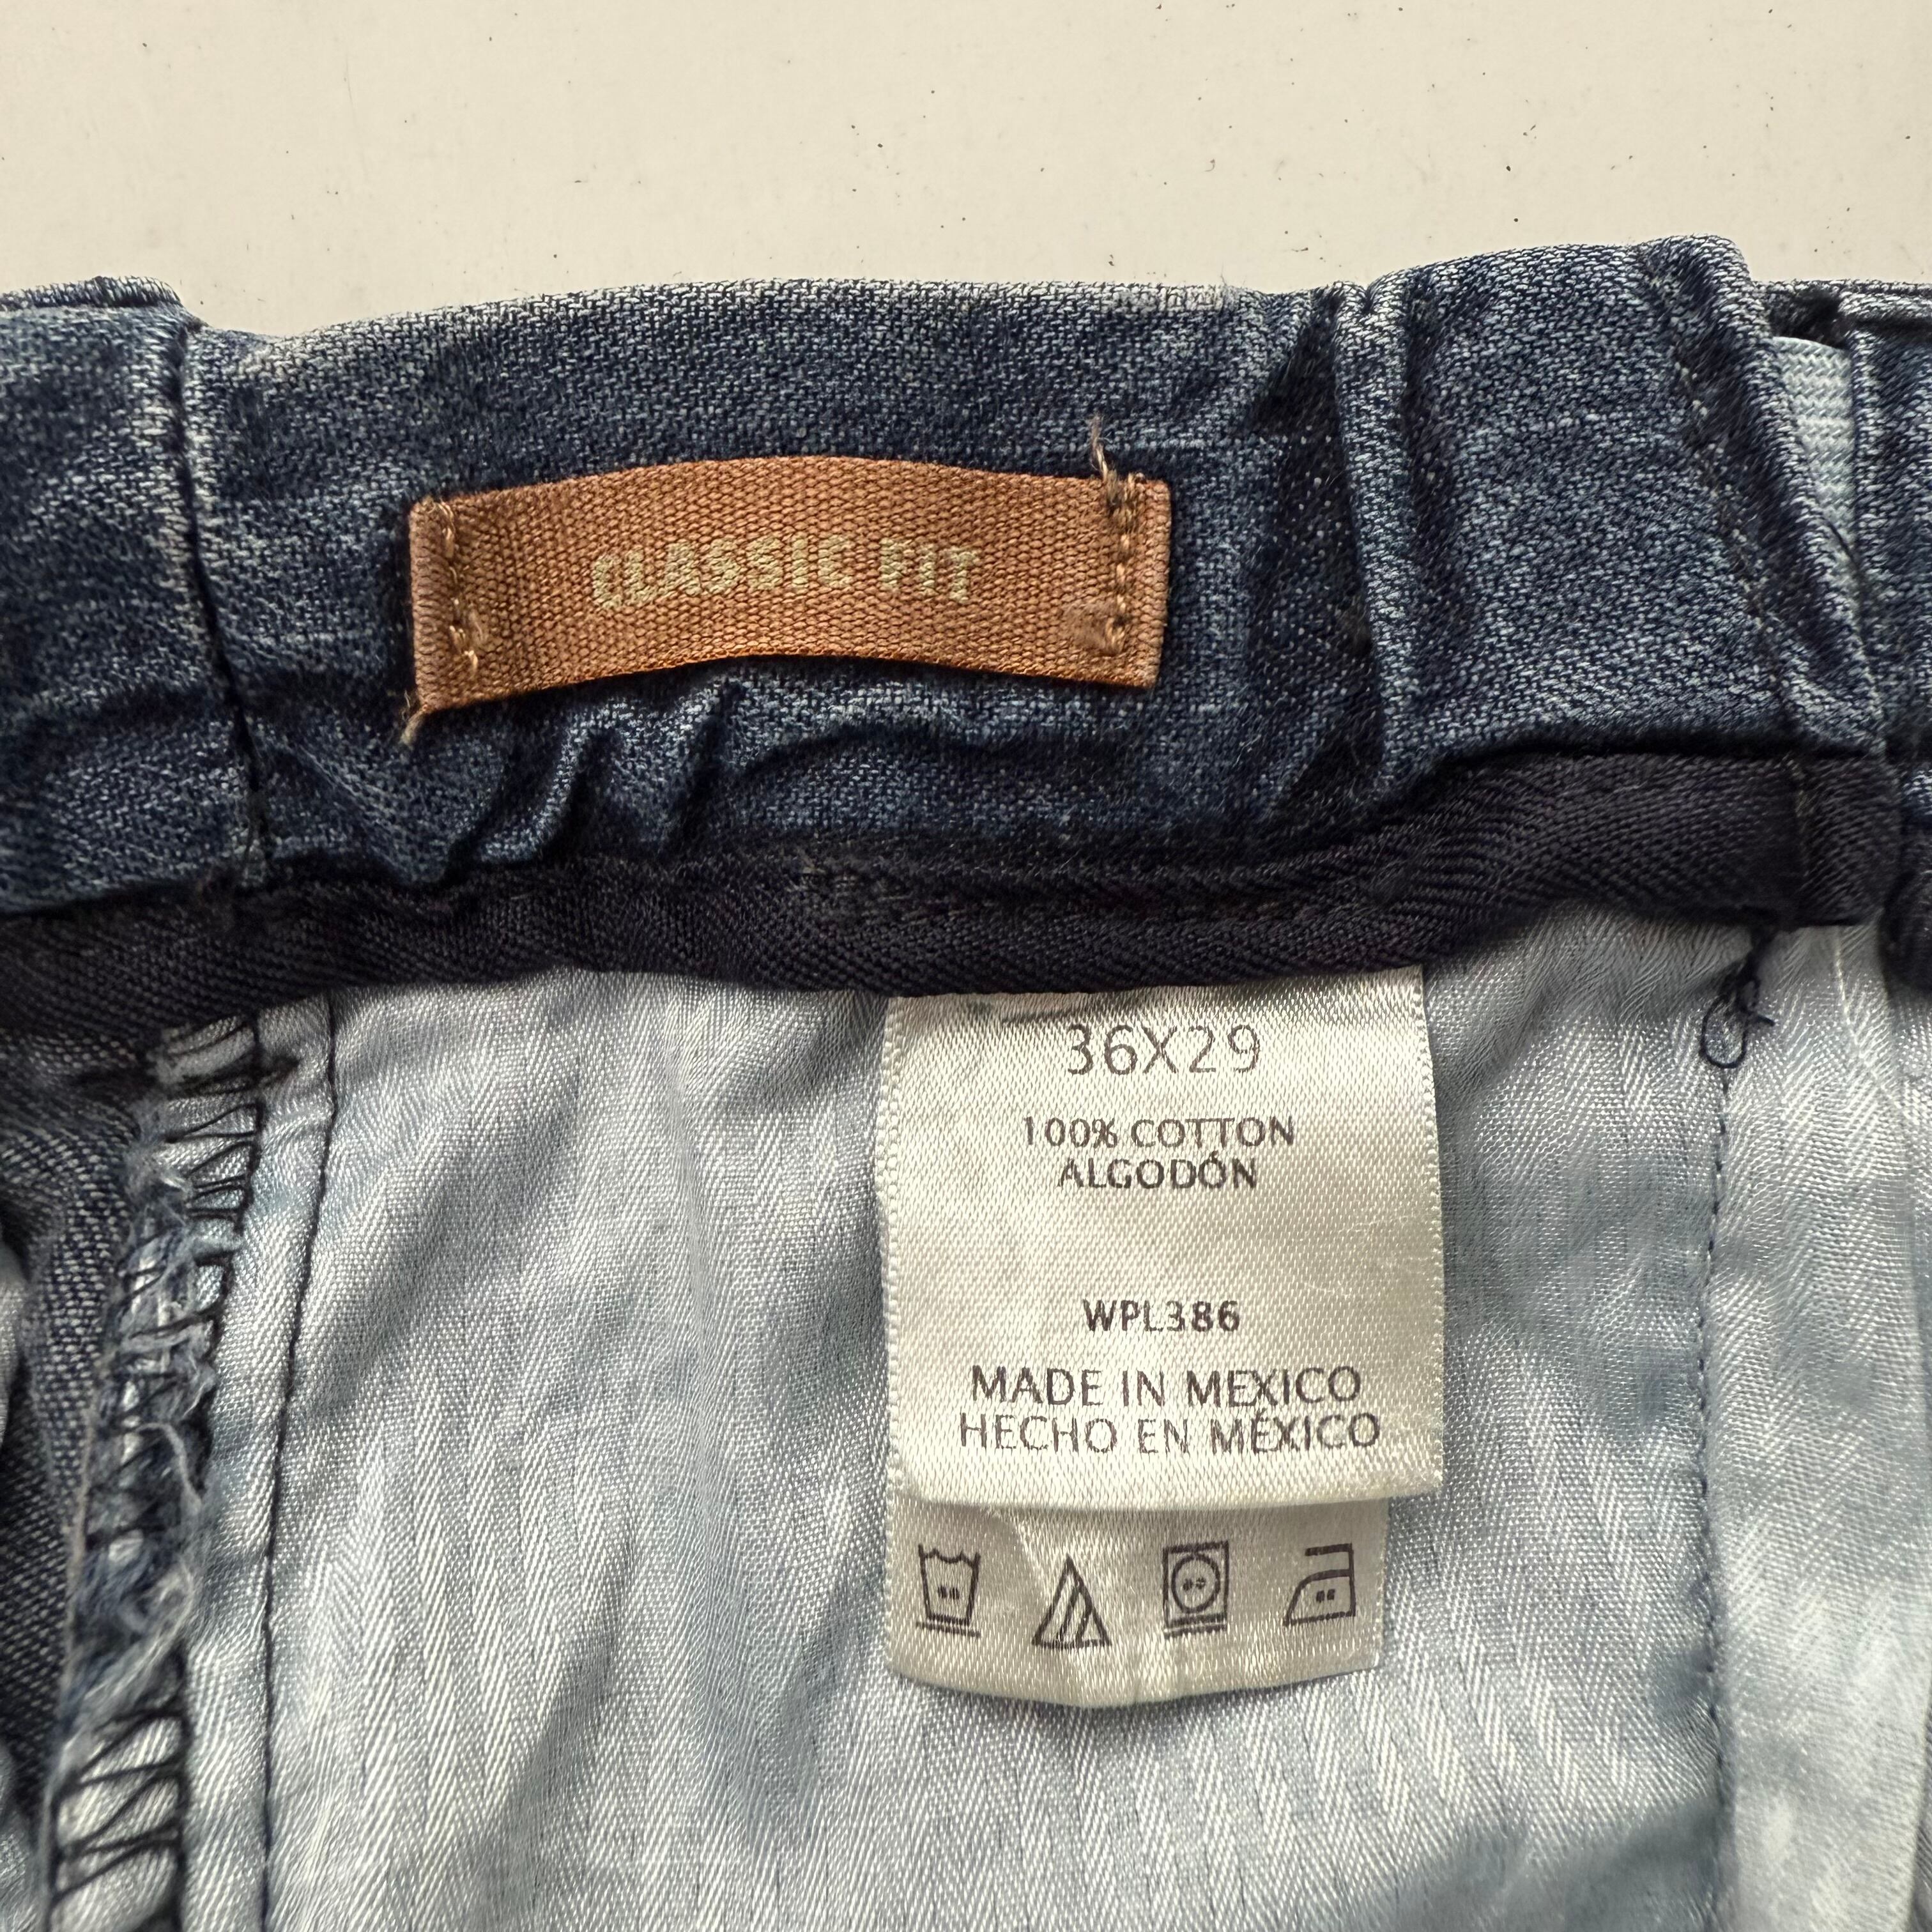 CLASSIC FIT
36X29
100% COTTON
ALGODÓN
WPL386
MADE IN MEXICO
HECHO EN MÉXICO